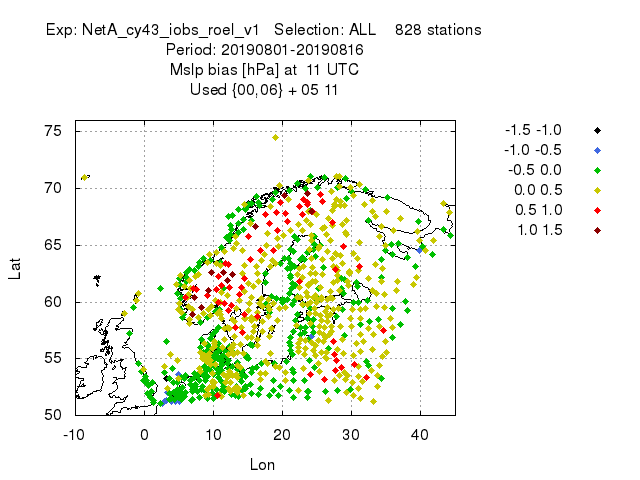 Exp: NetA_cy43_iobs_roel_v1 Selection: ALL 828 stations
Period: 20190801-20190816
Mslp bias [hPa] at 11 UTC
Used {00,06} + 05 11
75
70
65
60
55
50
-10 0 10 20 30 40
Lat
Lon
-1.5 -1.0
-1.0 -0.5
-0.5 0.0
0.0 0.5
0.5 1.0
1.0 1.5